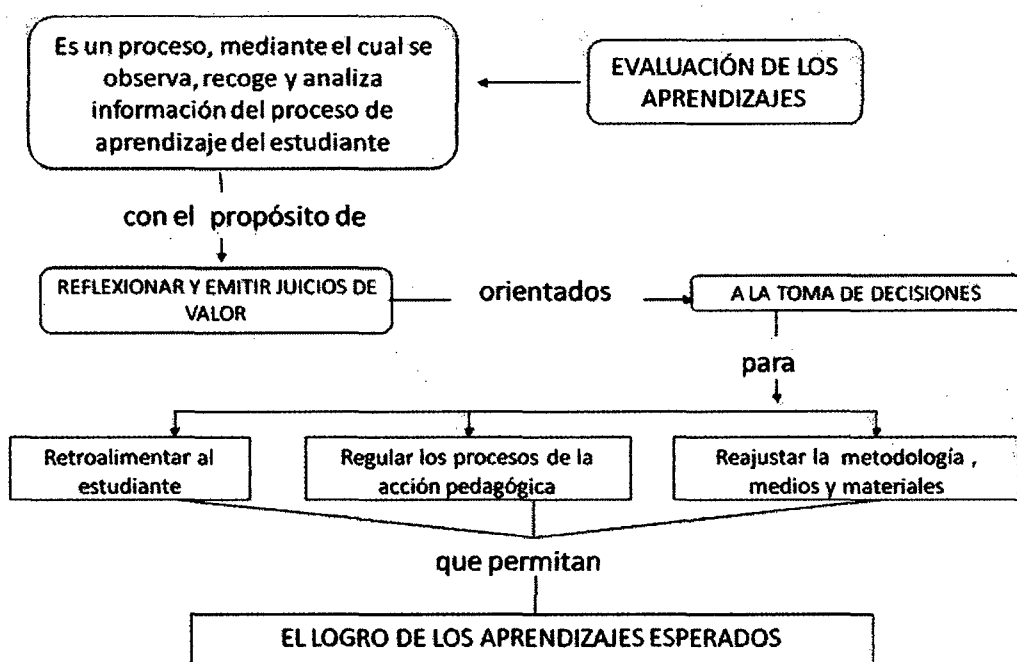 Es un proceso, mediante el cual se
observa, recoge y analiza
información del proceso de
aprendizaje del estudiante
EVALUACIÓN DE LOS
APRENDIZAJES
con el propósito de
REFLEXIONAR Y EMITIR JUICIOS DE
VALOR
orientados
A LA TOMA DE DECISIONES
para
Retroalimentar al
estudiante
Regular los procesos de la
acción pedagógica
Reajustar la metodología ,
medios y materiales
que permitan
EL LOGRO DE LOS APRENDIZAJES ESPERADOS